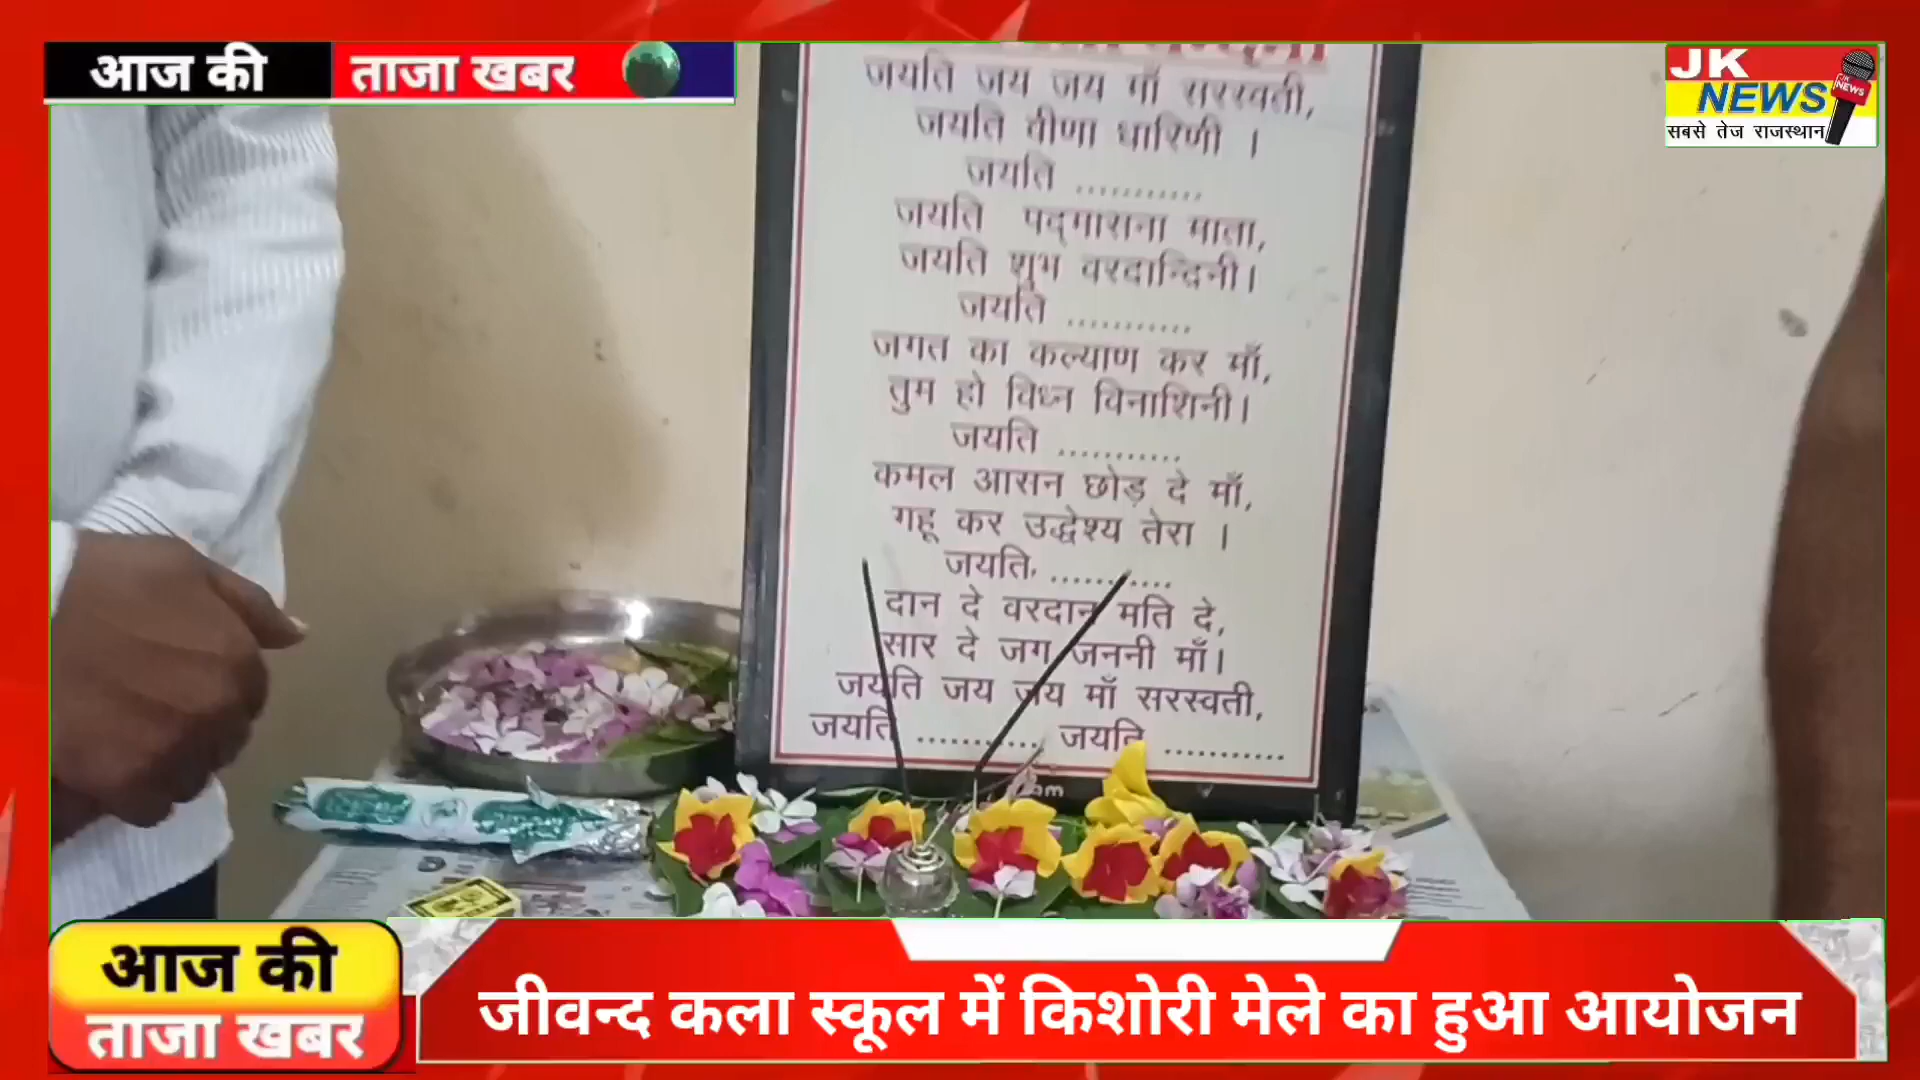 आज की ताजा खबर
JK
NEWS
NEWS
सबसे तेज राजस्थान
जयति जय जय माँ सरस्वती,
जयति वीणा धारिणी ।
जयति ...........
जयति पद्मासना माता,
जयति शुभ वरदान्दिनी।
जयति ...........
जगत का कल्याण कर माँ,
तुम हो विध्न विनाशिनी।
जयति ...........
कमल आसन छोड़ दे माँ,
गहू कर उद्धेश्य तेरा ।
जयति ...........
दान दे वरदान मति दे,
सार दे जग जननी माँ।
जयति जय जय माँ सरस्वती,
जयति ........... जयति ...........
आज की
ताजा खबर
जीवन्द कला स्कूल में किशोरी मेले का हुआ आयोजन